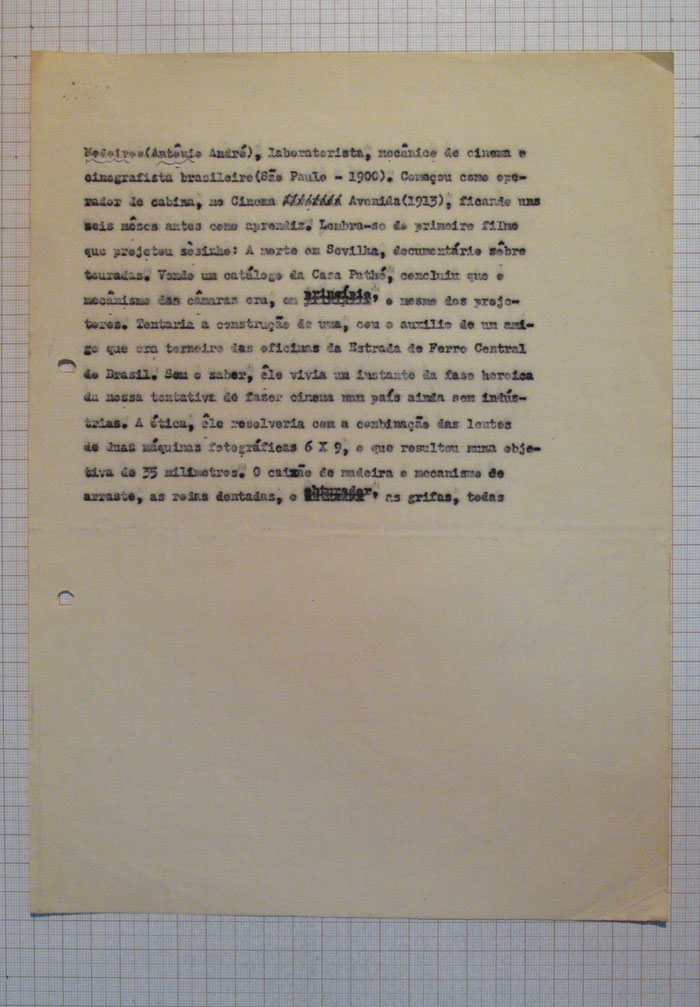 Medeiros(Antônio André), laboratorista, mecânico de cinema e
cinegrafista brasileiro(São Paulo - 1900). Começou como ope-
rador de cabina, no Cinema Avenida(1913), ficando uns
seis mêses antes como aprendiz. Lembra-se do primeiro filme
que projetou sòsinho: A morte em Sevilha, documentário sôbre
touradas. Vendo um catálogo da Casa Pathé, concluiu que o
mecânismo das câmaras era, em princípio, o mesmo dos proje-
tores. Tentaria a construção de uma, com o auxilio de um ami-
go que era torneiro das oficinas da Estrada de Ferro Central
do Brasil. Sem o saber, êle vivia um instante da fase heroica
da nossa tentativa de fazer cinema num país ainda sem indús-
trias. A ótica, êle resolveria com a combinação das lentes
de duas máquinas fotográficas 6 X 9, o que resultou numa obje-
tiva de 35 milimetros. O caixão de madeira o mecanismo de
arraste, as rodas dentadas, o obturador, as grifas, todas